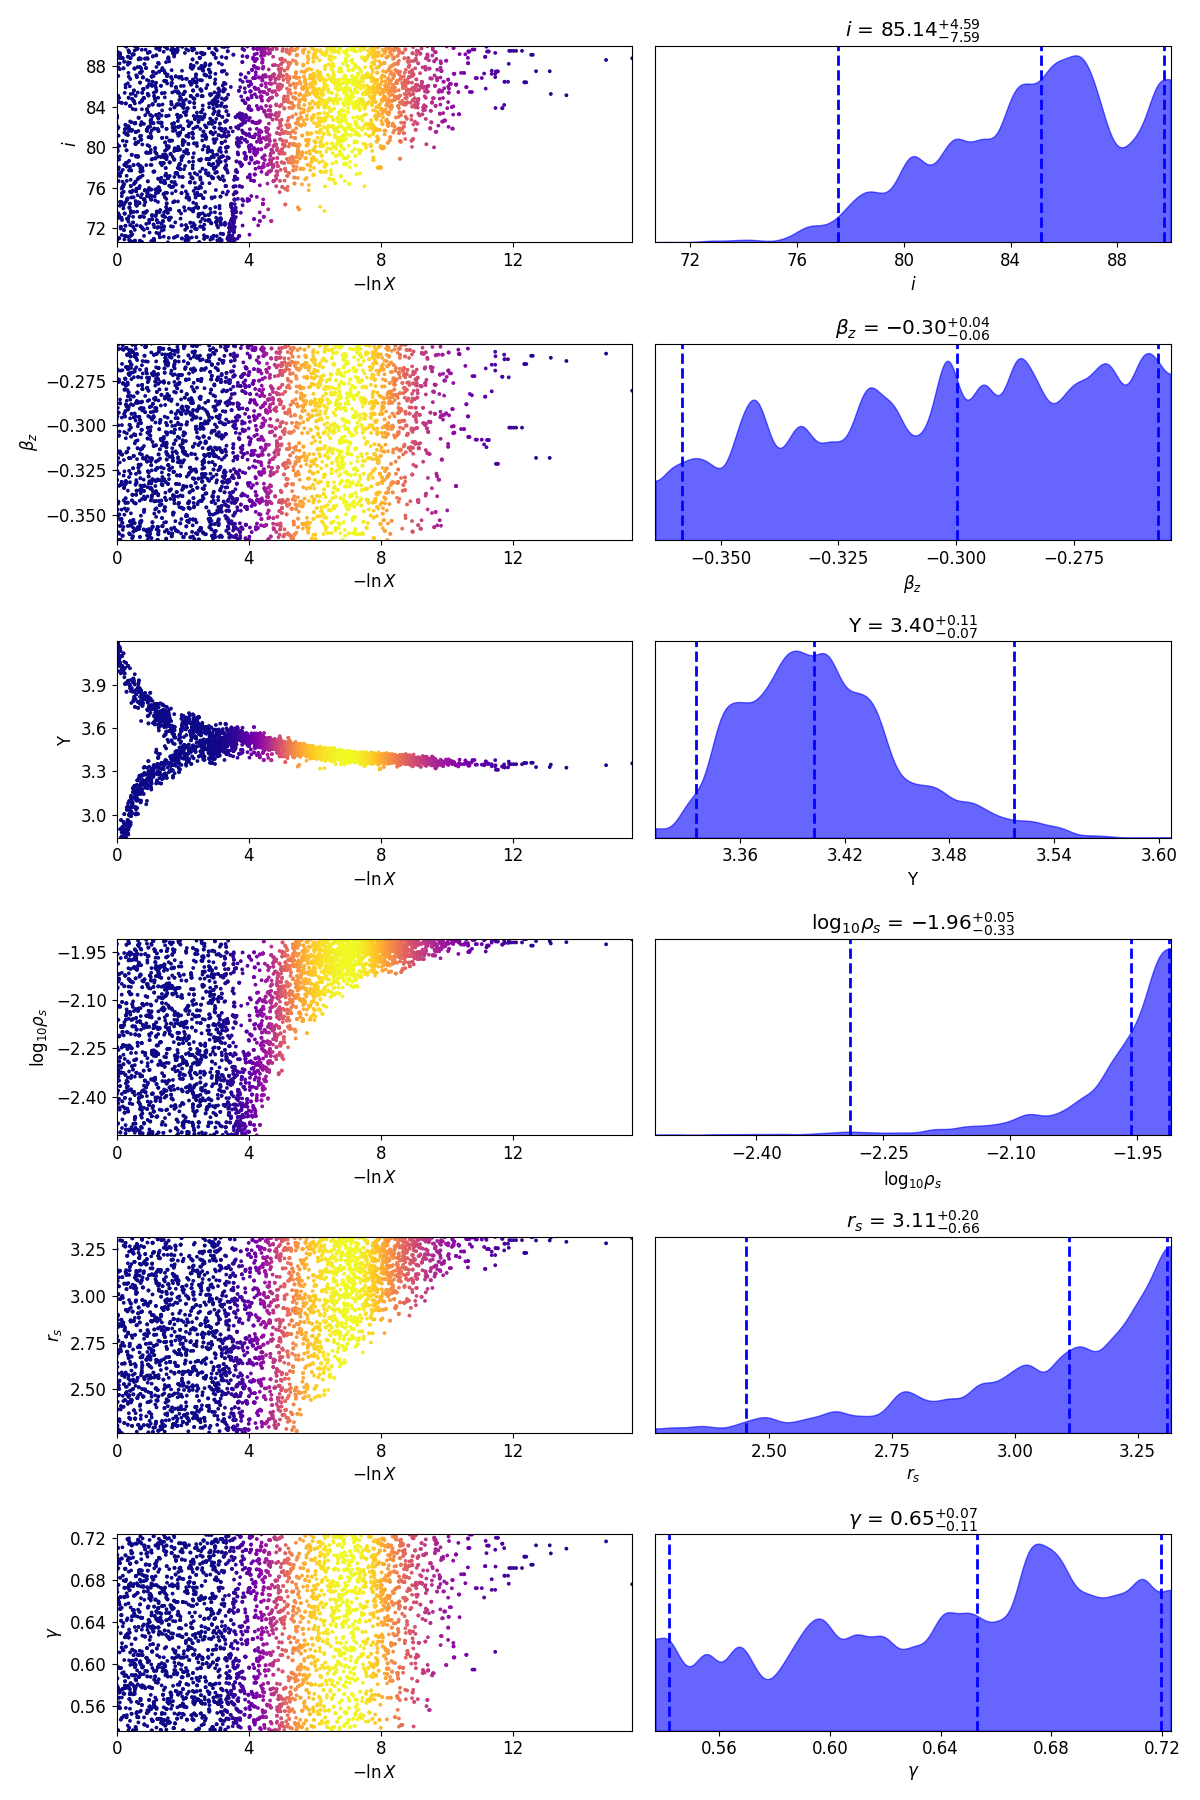 i = 85.14 +4.59 −7.59
88
84
80
76
72
i
0 4 8 12
−ln X
72 76 80 84 88
i
βz = −0.30 +0.04 −0.06
−0.275
−0.300
−0.325
−0.350
βz
0 4 8 12
−ln X
−0.350 −0.325 −0.300 −0.275
βz
Y = 3.40 +0.11 −0.07
3.9
3.6
3.3
3.0
Y
0 4 8 12
−ln X
3.36 3.42 3.48 3.54 3.60
Y
log10ρs = −1.96 +0.05 −0.33
−1.95
−2.10
−2.25
−2.40
log10ρs
0 4 8 12
−ln X
−2.40 −2.25 −2.10 −1.95
log10ρs
rs = 3.11 +0.20 −0.66
3.25
3.00
2.75
2.50
rs
0 4 8 12
−ln X
2.50 2.75 3.00 3.25
rs
γ = 0.65 +0.07 −0.11
0.72
0.68
0.64
0.60
0.56
γ
0 4 8 12
−ln X
0.56 0.60 0.64 0.68 0.72
γ